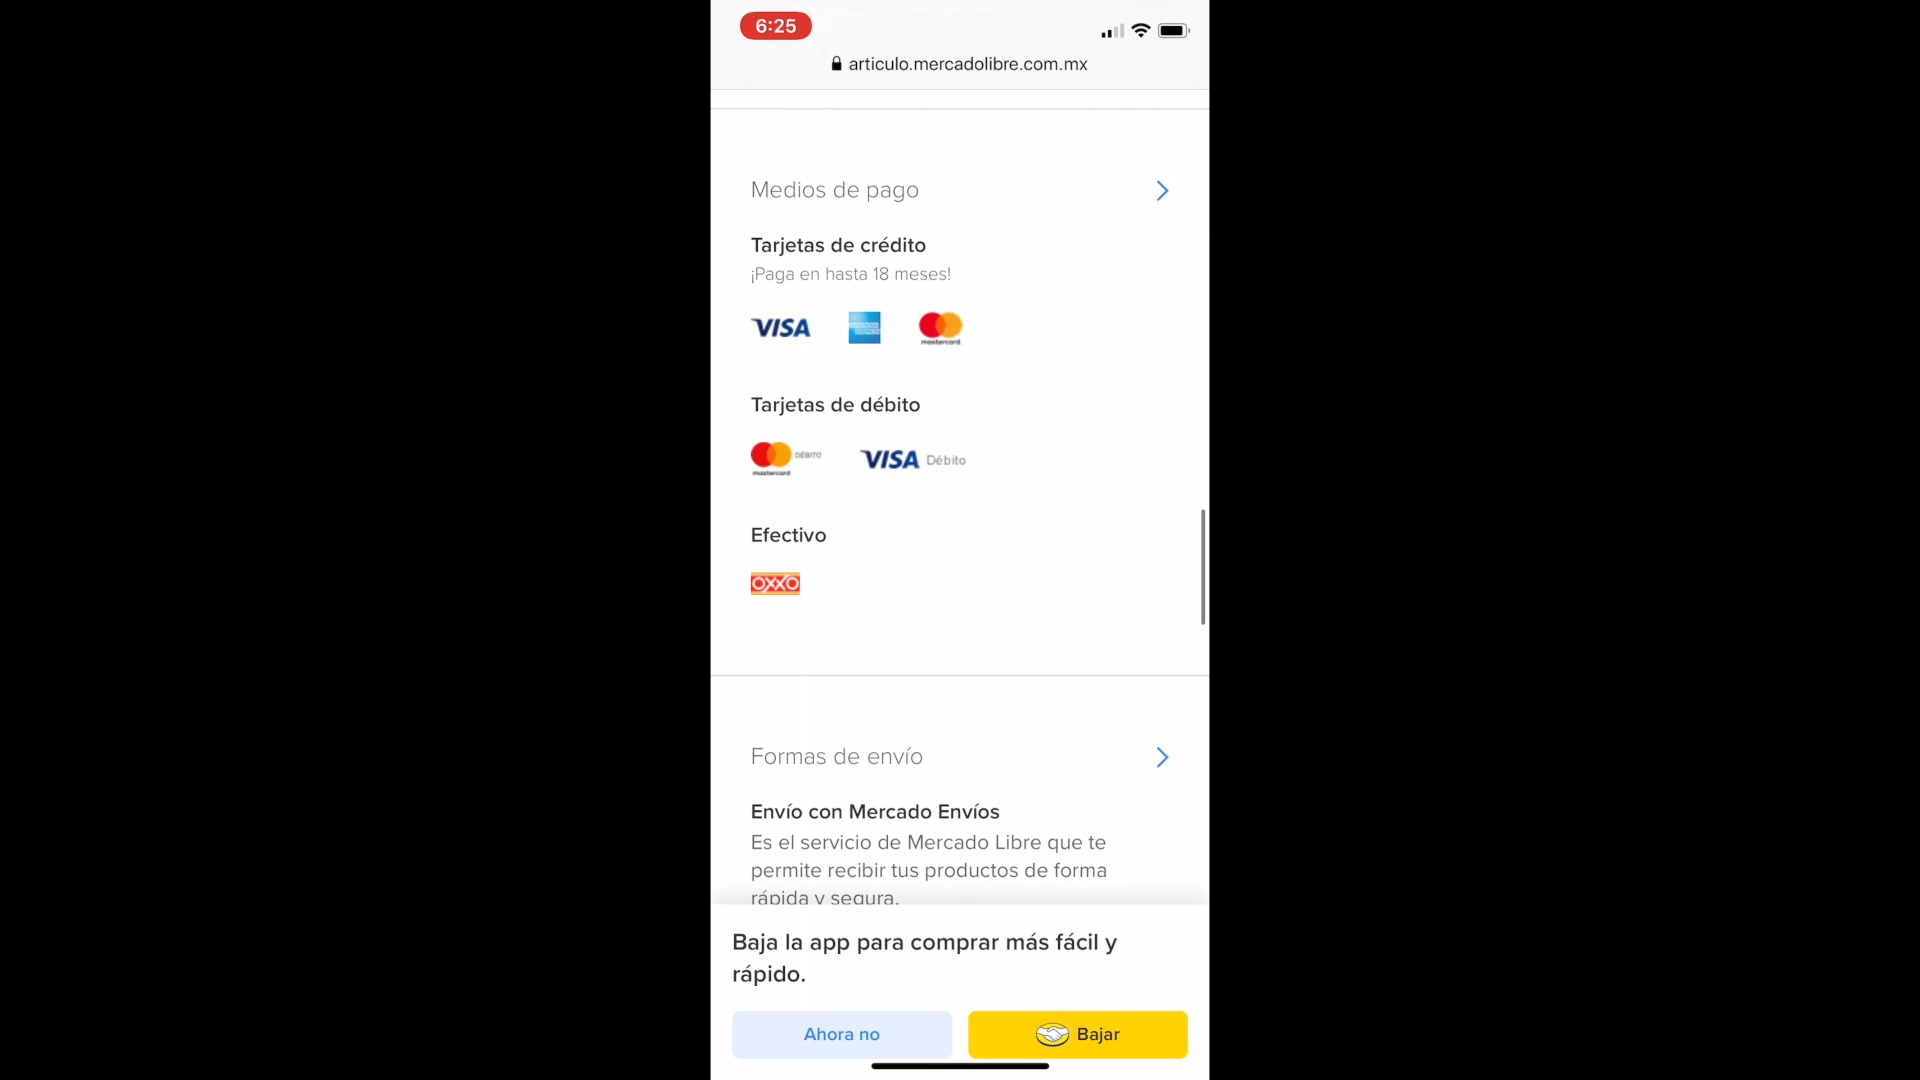 6:25
articulo.mercadolibre.com.mx
Medios de pago
Tarjetas de crédito
¡Paga en hasta 18 meses!
VISA
mastercard
Tarjetas de débito
mastercard DÉBITO VISA Débito
Efectivo
OXXO
Formas de envío
Envío con Mercado Envíos
Es el servicio de Mercado Libre que te
permite recibir tus productos de forma
rápida y segura.
Baja la app para comprar más fácil y
rápido.
Ahora no
Bajar